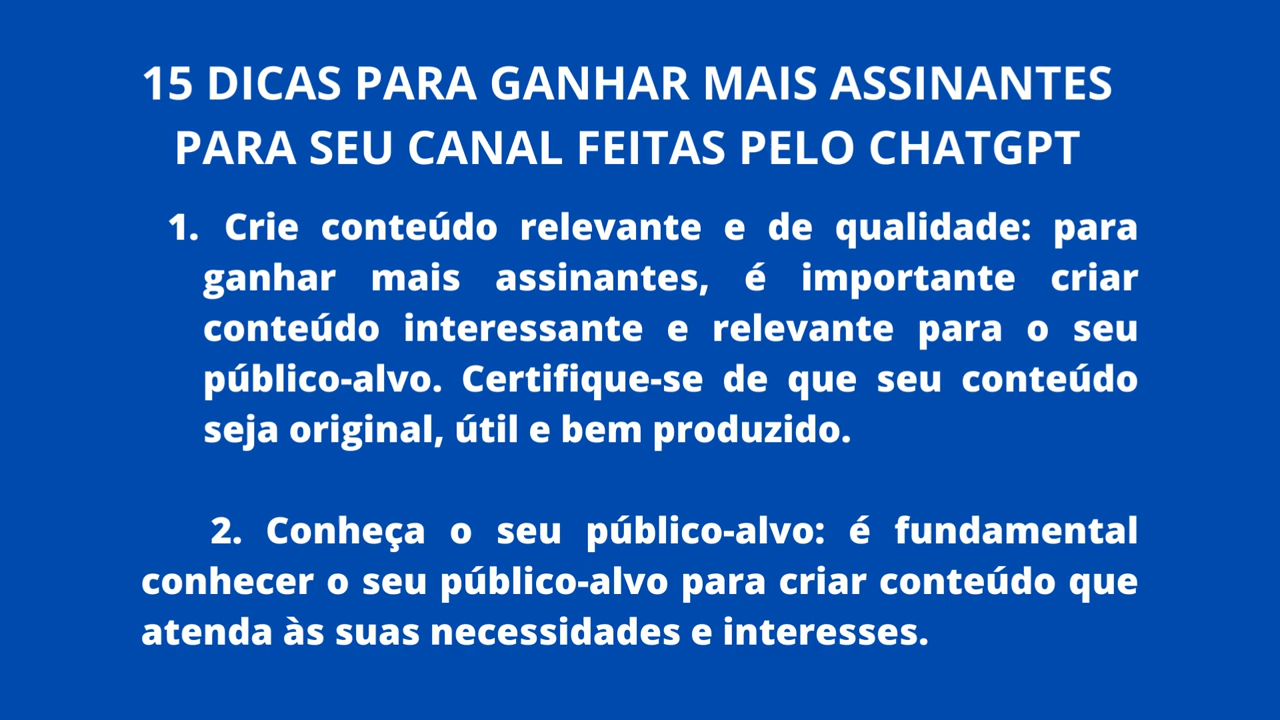 15 DICAS PARA GANHAR MAIS ASSINANTES
PARA SEU CANAL FEITAS PELO CHATGPT
1. Crie conteúdo relevante e de qualidade: para
ganhar mais assinantes, é importante criar
conteúdo interessante e relevante para o seu
público-alvo. Certifique-se de que seu conteúdo
seja original, útil e bem produzido.
2. Conheça o seu público-alvo: é fundamental
conhecer o seu público-alvo para criar conteúdo que
atenda às suas necessidades e interesses.